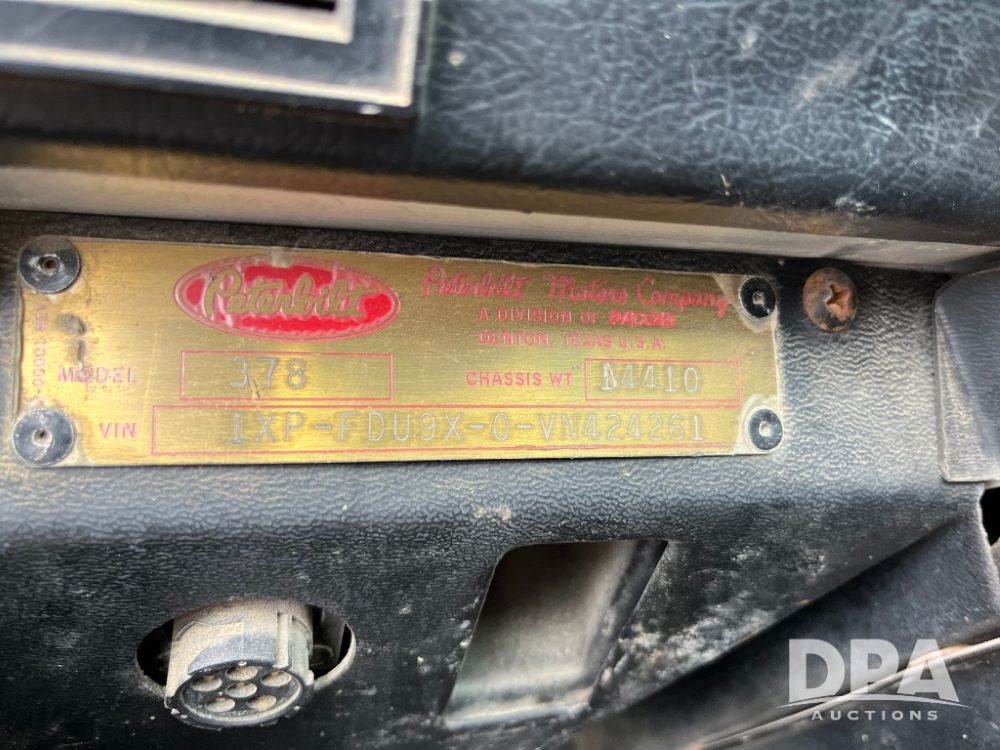 Peterbilt
Peterbilt Motors Company
A DIVISION OF PACCAR
DENTON, TEXAS U.S.A.
MODEL 378 CHASSIS WT 14410
VIN 1XP-FDU9X-0-VN424261
DPA
AUCTIONS